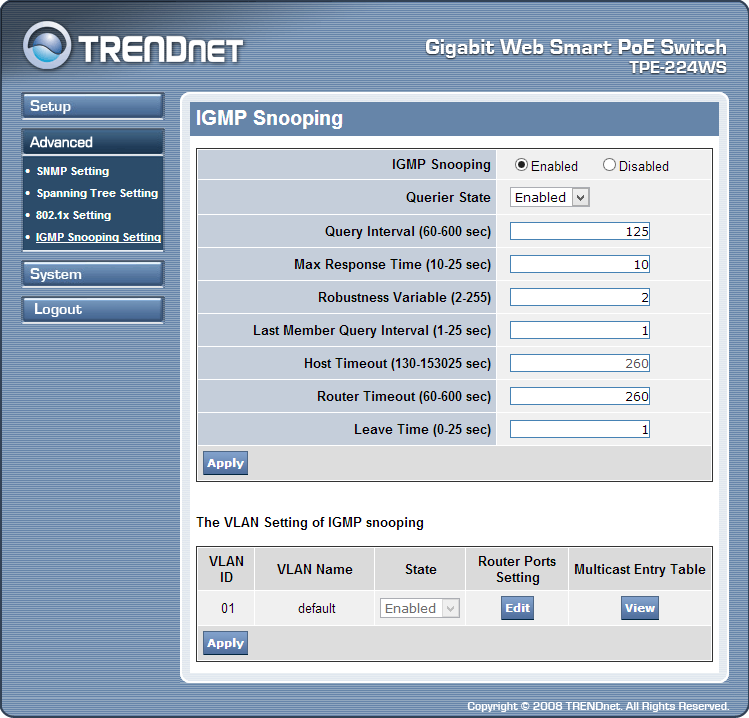 TRENDnet
Gigabit Web Smart PoE Switch
TPE-224WS
Setup
Advanced
• SNMP Setting
• Spanning Tree Setting
• 802.1x Setting
• IGMP Snooping Setting
System
Logout
IGMP Snooping
IGMP Snooping Enabled Disabled
Querier State Enabled
Query Interval (60-600 sec) 125
Max Response Time (10-25 sec) 10
Robustness Variable (2-255) 2
Last Member Query Interval (1-25 sec) 1
Host Timeout (130-153025 sec) 260
Router Timeout (60-600 sec) 260
Leave Time (0-25 sec) 1
Apply
The VLAN Setting of IGMP snooping
VLAN ID VLAN Name State Router Ports Setting Multicast Entry Table
01 default Enabled Edit View
Apply
Copyright © 2008 TRENDnet. All Rights Reserved.